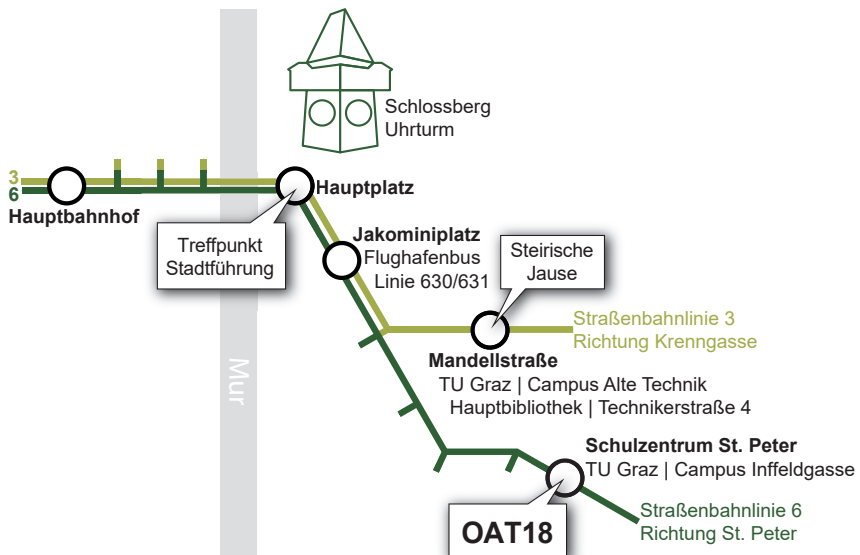 Schlossberg
Uhrturm
3
6
Hauptbahnhof
Hauptplatz
Treffpunkt
Stadtführung
Jakominiplatz
Flughafenbus
Linie 630/631
Steirische
Jause
Straßenbahnlinie 3
Richtung Krenngasse
Mur
Mandellstraße
TU Graz | Campus Alte Technik
Hauptbibliothek | Technikerstraße 4
Schulzentrum St. Peter
TU Graz | Campus Inffeldgasse
OAT18
Straßenbahnlinie 6
Richtung St. Peter